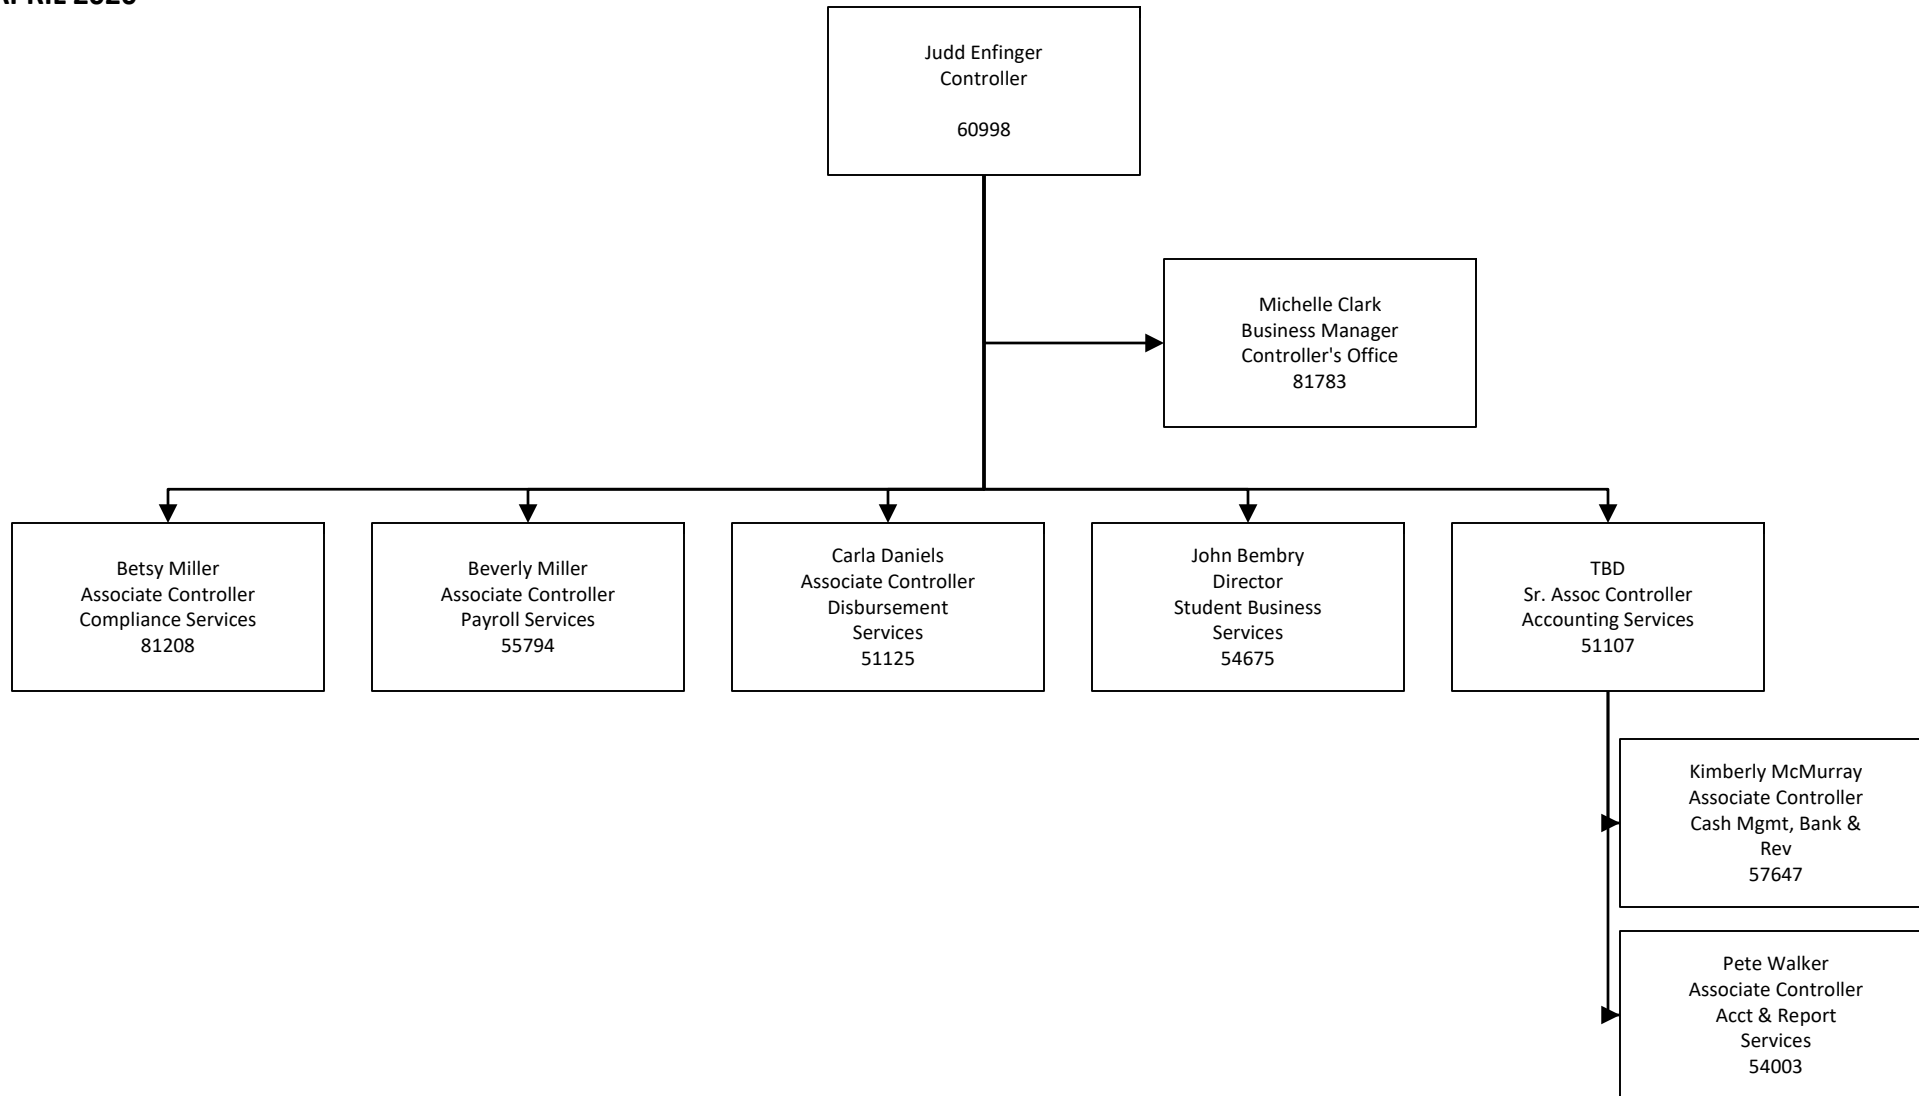 Judd Enfinger
Controller
60998
Michelle Clark
Business Manager
Controller's Office
81783
Betsy Miller
Associate Controller
Compliance Services
81208
Beverly Miller
Associate Controller
Payroll Services
55794
Carla Daniels
Associate Controller
Disbursement
Services
51125
John Bembry
Director
Student Business
Services
54675
TBD
Sr. Assoc Controller
Accounting Services
51107
Kimberly McMurray
Associate Controller
Cash Mgmt, Bank &
Rev
57647
Pete Walker
Associate Controller
Acct & Report
Services
54003